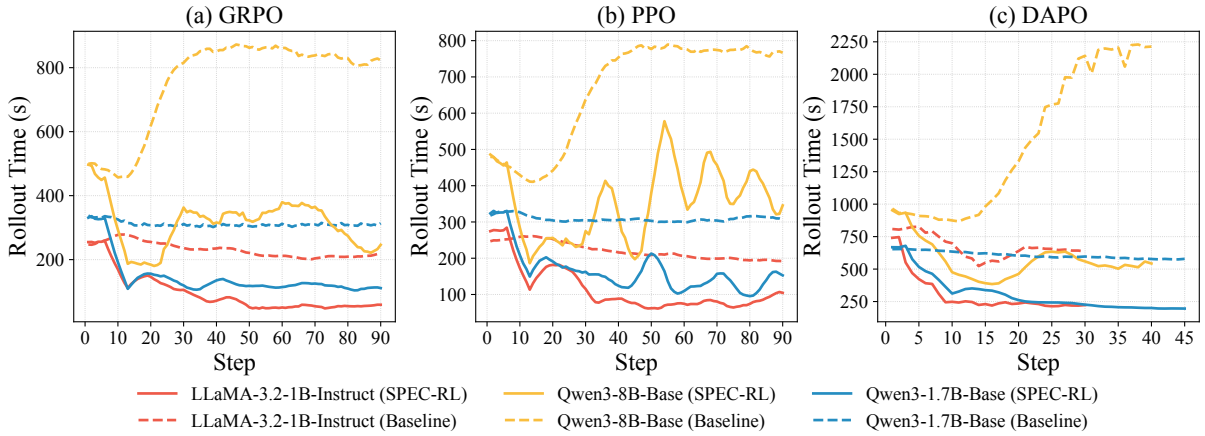 (a) GRPO
Rollout Time (s)
800
600
400
200
0 10 20 30 40 50 60 70 80 90
Step
(b) PPO
Rollout Time (s)
800
700
600
500
400
300
200
100
0 10 20 30 40 50 60 70 80 90
Step
(c) DAPO
Rollout Time (s)
2250
2000
1750
1500
1250
1000
750
500
250
0 5 10 15 20 25 30 35 40 45
Step
LLaMA-3.2-1B-Instruct (SPEC-RL)
LLaMA-3.2-1B-Instruct (Baseline)
Qwen3-8B-Base (SPEC-RL)
Qwen3-8B-Base (Baseline)
Qwen3-1.7B-Base (SPEC-RL)
Qwen3-1.7B-Base (Baseline)